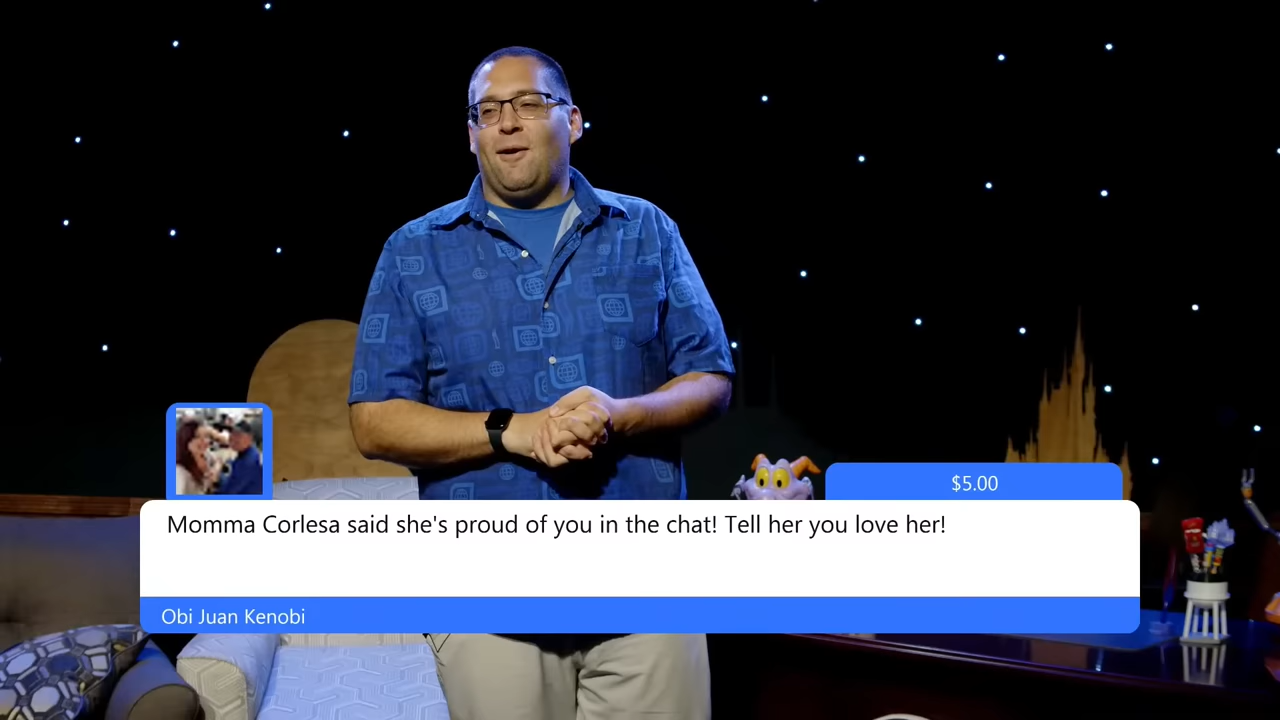 $5.00
Momma Corlesa said she's proud of you in the chat! Tell her you love her!
Obi Juan Kenobi